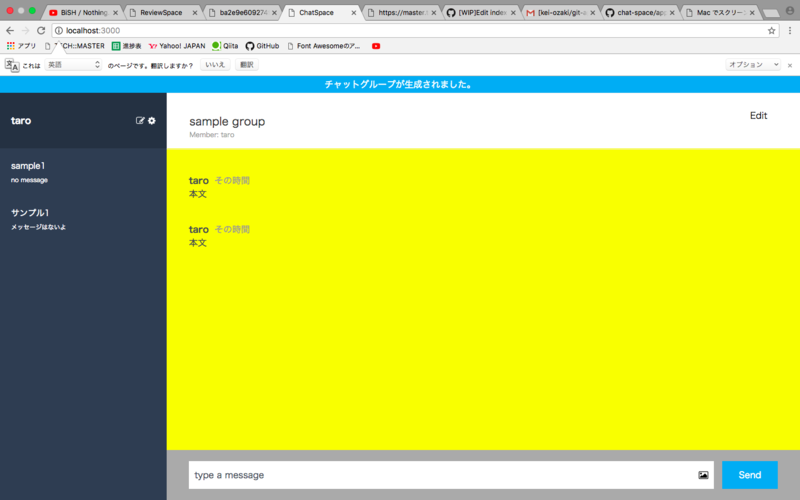 BiSH / Nothing.
ReviewSpace
ba2e9e609274
ChatSpace
https://master.t
[WIP]Edit index
[kei-ozaki/git-a
chat-space/app
Mac でスクリーン
localhost:3000
アプリ
進捗表
Yahoo! JAPAN
Qiita
GitHub
Font Awesomeのア...
これは 英語 のページです。翻訳しますか? いいえ 翻訳 オプション
チャットグループが生成されました。
taro
sample group
Edit
Member: taro
sample1
no message
サンプル1
メッセージはないよ
taro その時間
本文
taro その時間
本文
type a message
Send